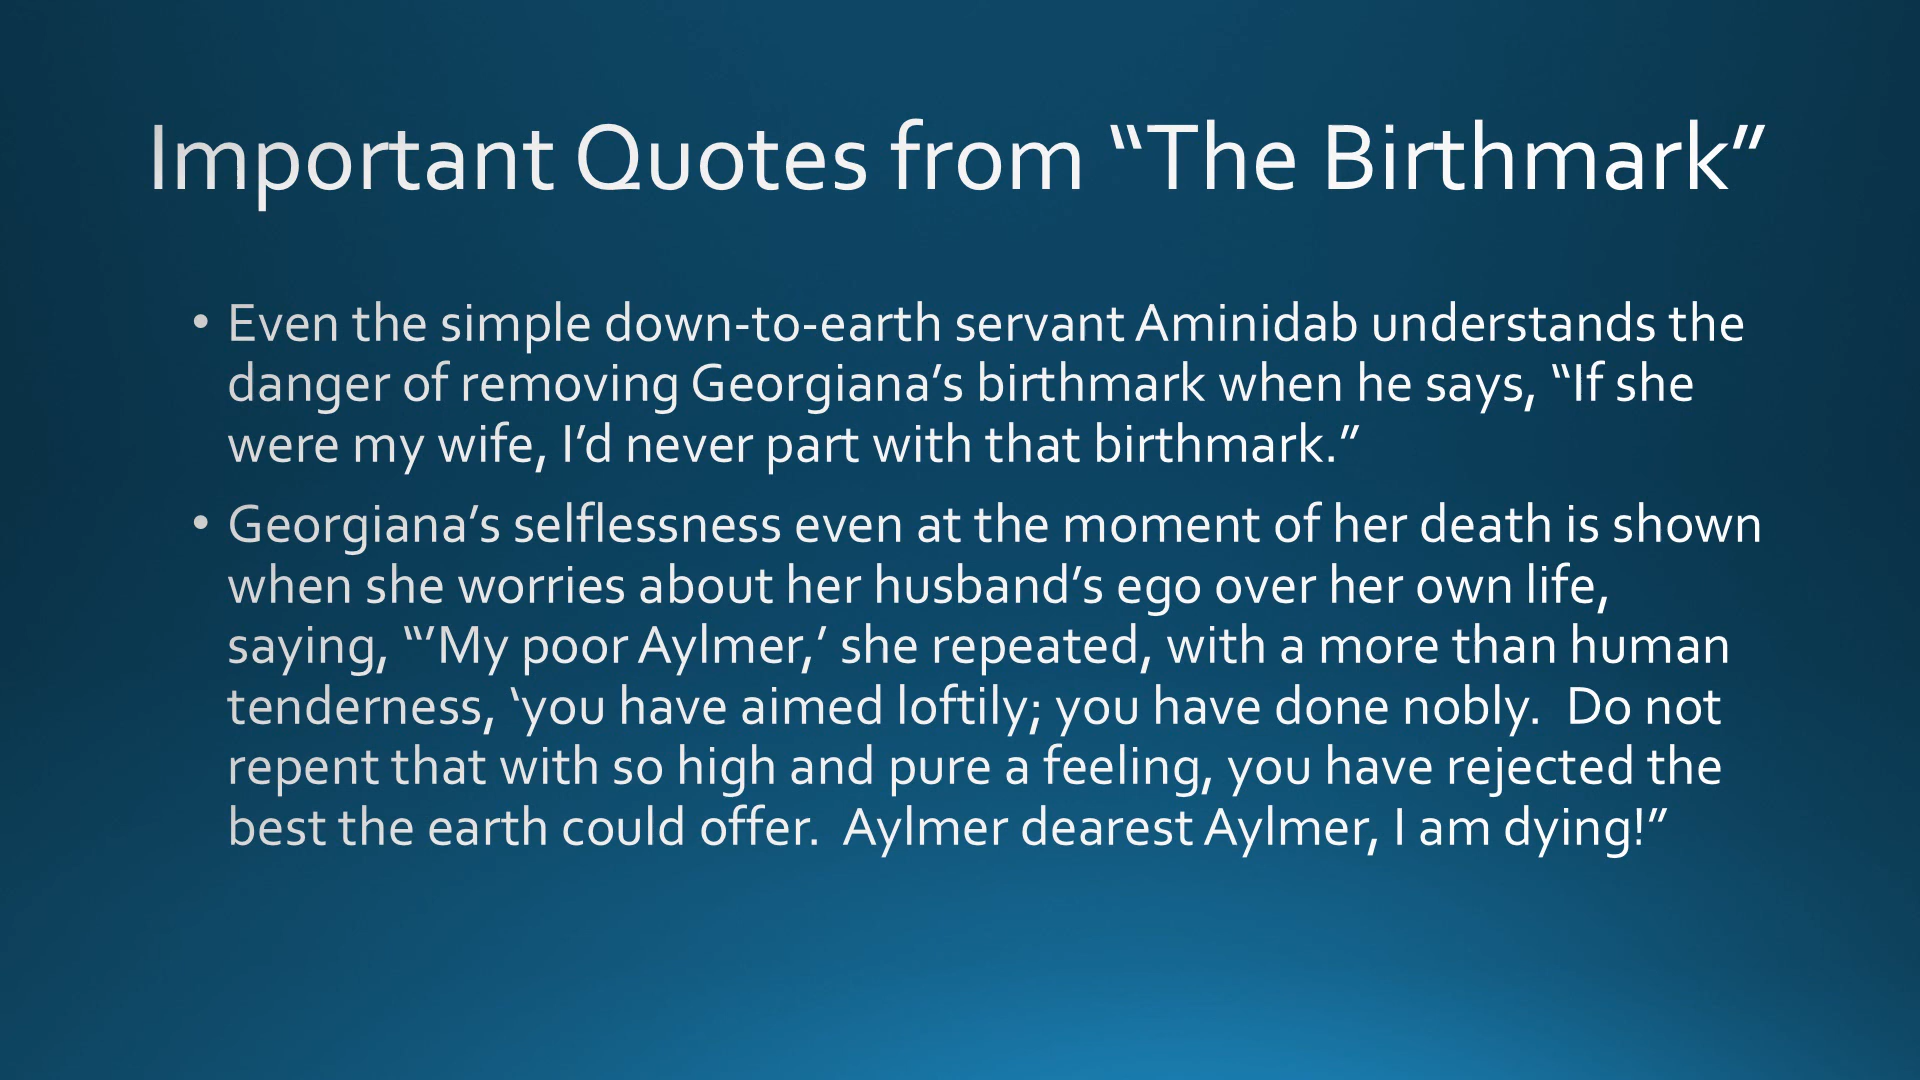 Important Quotes from “The Birthmark”
• Even the simple down-to-earth servant Aminidab understands the
danger of removing Georgiana’s birthmark when he says, “If she
were my wife, I’d never part with that birthmark.”
• Georgiana’s selflessness even at the moment of her death is shown
when she worries about her husband’s ego over her own life,
saying, “’My poor Aylmer,’ she repeated, with a more than human
tenderness, ‘you have aimed loftily; you have done nobly.  Do not
repent that with so high and pure a feeling, you have rejected the
best the earth could offer.  Aylmer dearest Aylmer, I am dying!”